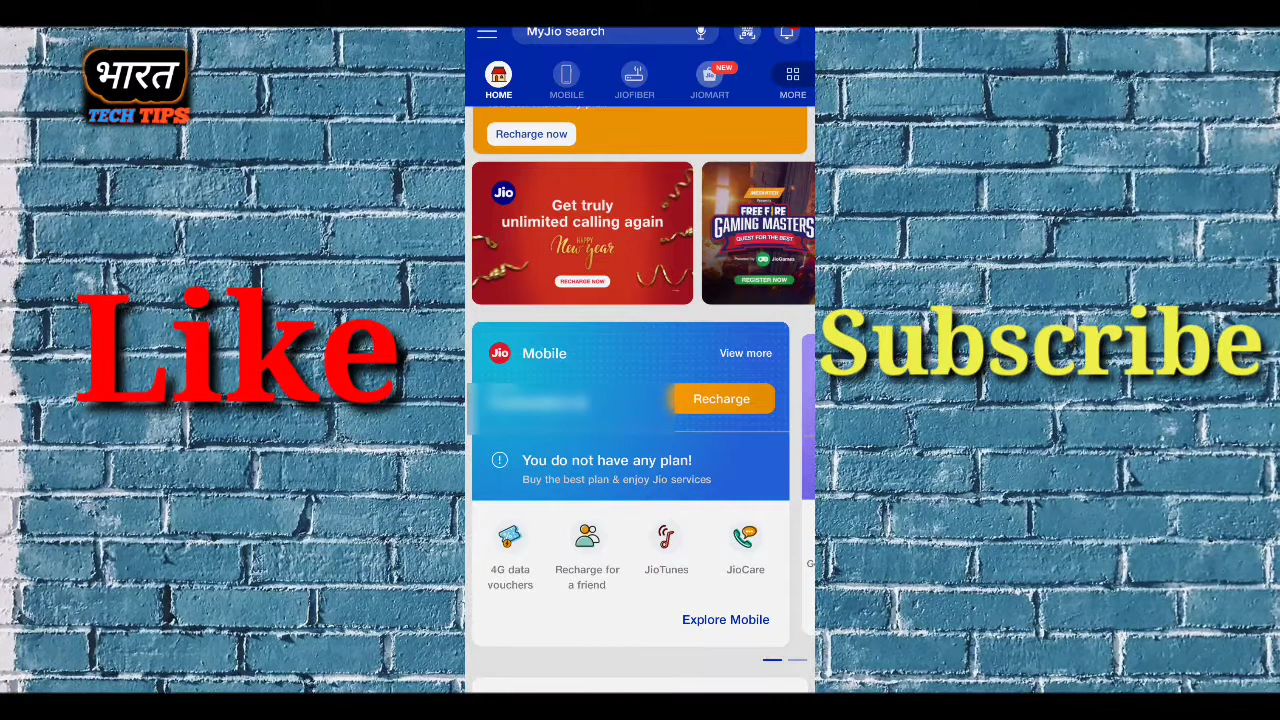 भारत
TECH TIPS
Like
Subscribe
MyJio search
HOME
MOBILE
JIOFIBER
JIOMART
NEW
MORE
Recharge now
Jio
Get truly
unlimited calling again
HAPPY
New year
RECHARGE NOW
FREE FIRE
GAMING MASTERS
QUEST FOR THE BEST
Powered by JioGames
REGISTER NOW
Jio
Mobile
View more
Recharge
You do not have any plan!
Buy the best plan & enjoy Jio services
4G data
vouchers
Recharge for
a friend
JioTunes
JioCare
Explore Mobile